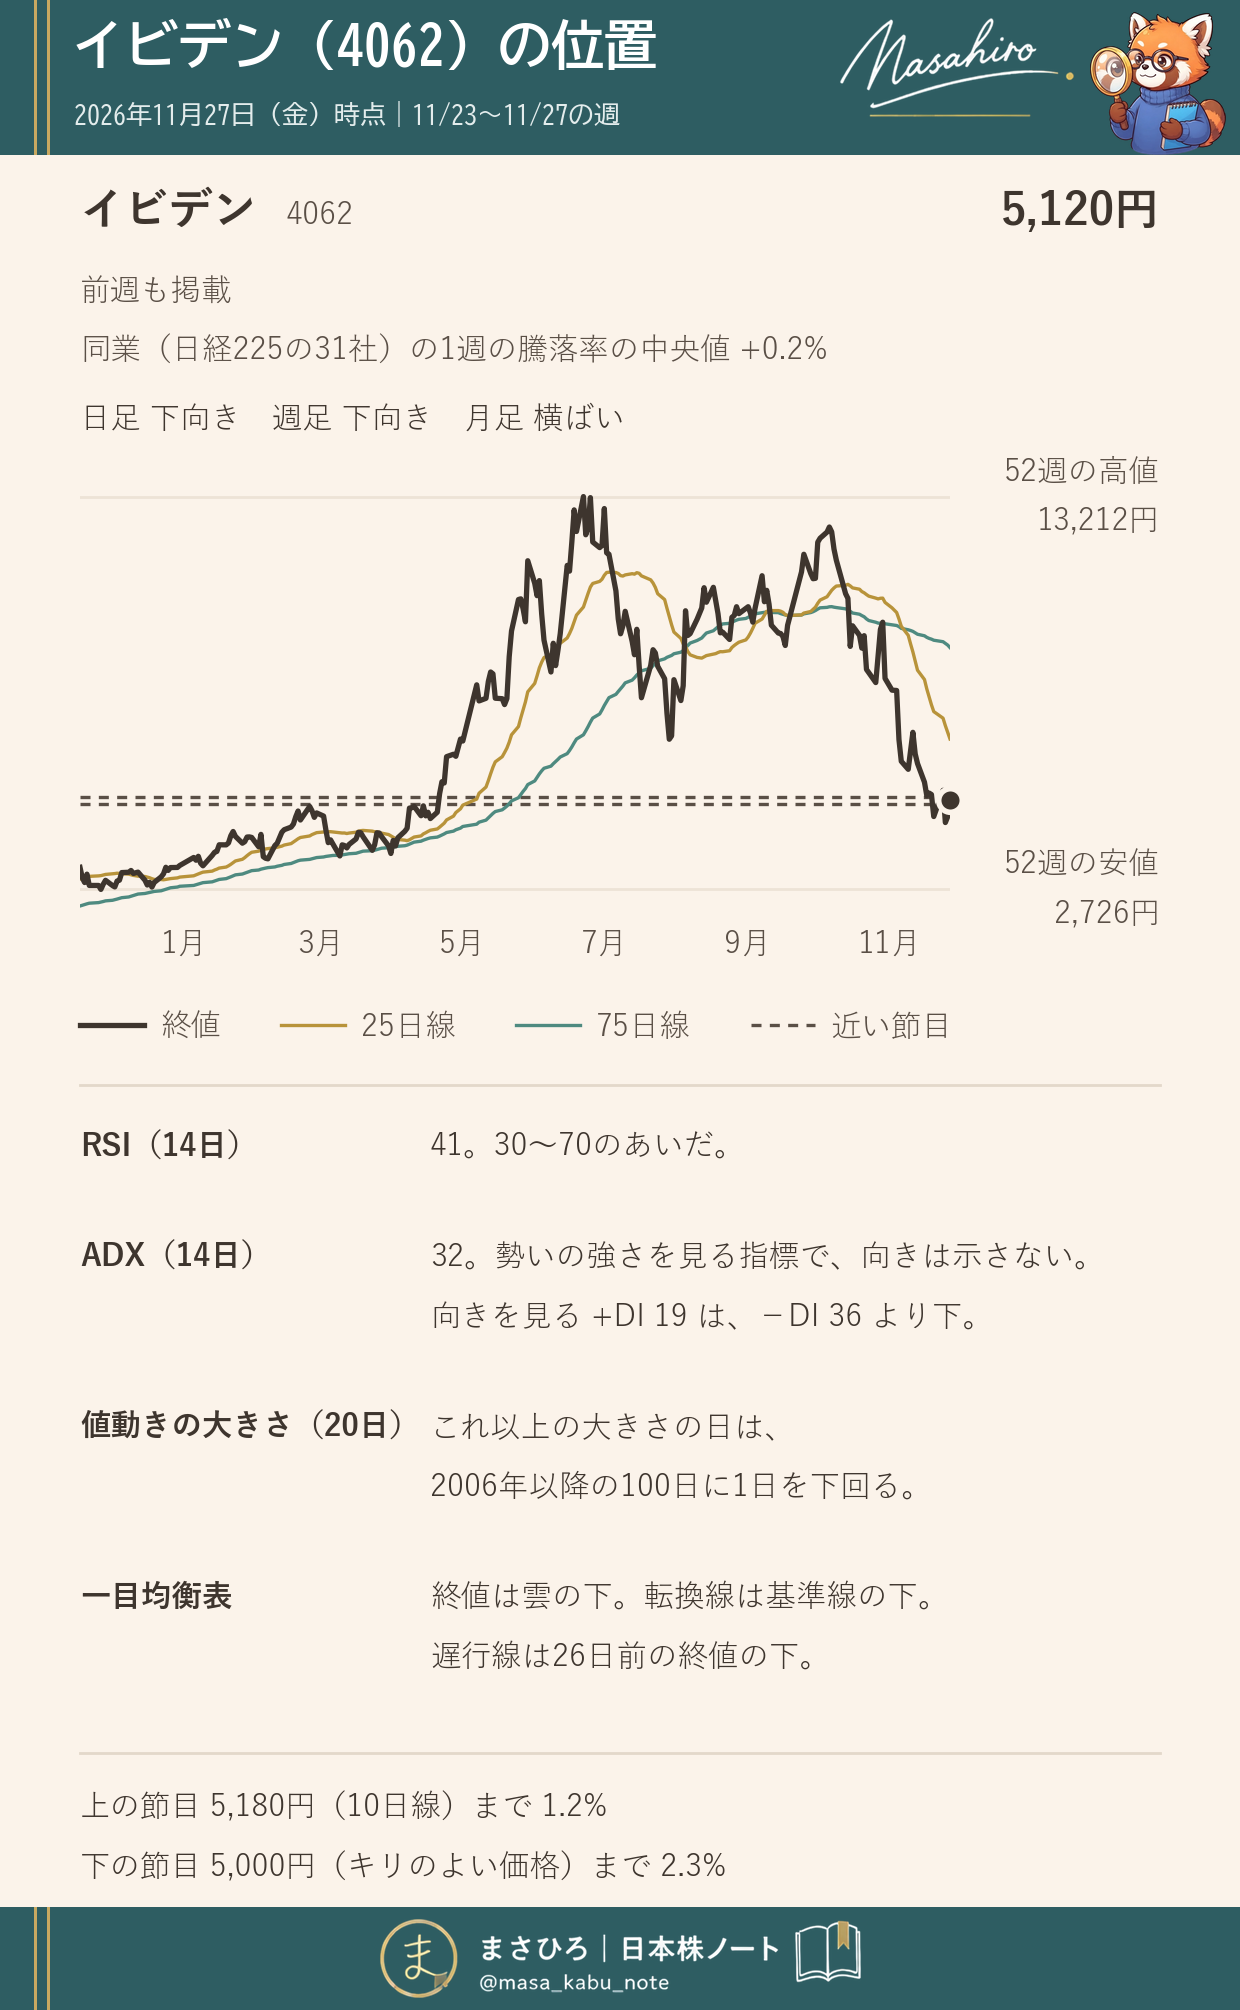 イビデン（4062）の位置
2026年11月27日（金）時点｜11/23～11/27の週
Masahiro
イビデン 4062 5,120円
前週も掲載
同業（日経225の31社）の1週の騰落率の中央値 +0.2%
日足 下向き 週足 下向き 月足 横ばい
52週の高値
13,212円
52週の安値
2,726円
1月 3月 5月 7月 9月 11月
終値 25日線 75日線 近い節目
RSI（14日） 41。30～70のあいだ。
ADX（14日） 32。勢いの強さを見る指標で、向きは示さない。
向きを見る +DI 19 は、－DI 36 より下。
値動きの大きさ（20日） これ以上の大きさの日は、
2006年以降の100日に1日を下回る。
一目均衡表 終値は雲の下。転換線は基準線の下。
遅行線は26日前の終値の下。
上の節目 5,180円（10日線）まで 1.2%
下の節目 5,000円（キリのよい価格）まで 2.3%
ま
まさひろ｜日本株ノート
@masa_kabu_note